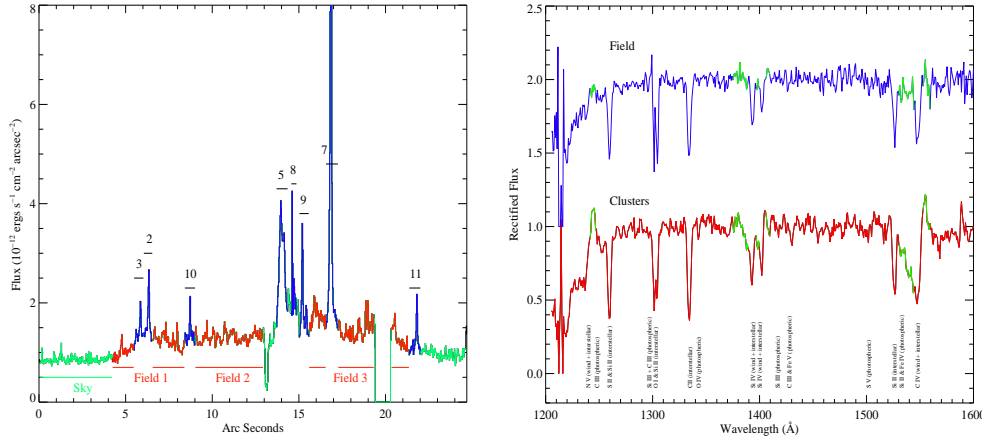 8
6
4
2
0
Flux (10⁻¹² ergs s⁻¹ cm⁻² arcsec⁻²)
3
2
10
5
8
9
7
11
Sky
Field 1
Field 2
Field 3
0
5
10
15
20
Arc Seconds
2.5
2.0
1.5
1.0
0.5
0.0
Rectified Flux
Field
Clusters
N V (wind + interstellar)
C III (photospheric)
S II & Si II (interstellar)
Si III + C III (photospheric)
O I & Si II (interstellar)
CII (interstellar)
O IV (photospheric)
Si IV (wind + interstellar)
Si IV (wind + interstellar)
Si III (photospheric)
C III & Fe V (photospheric)
S V (photospheric)
Si II (interstellar)
Si II & Fe IV (photospheric)
C IV (wind + interstellar)
1200
1300
1400
1500
1600
Wavelength (Å)